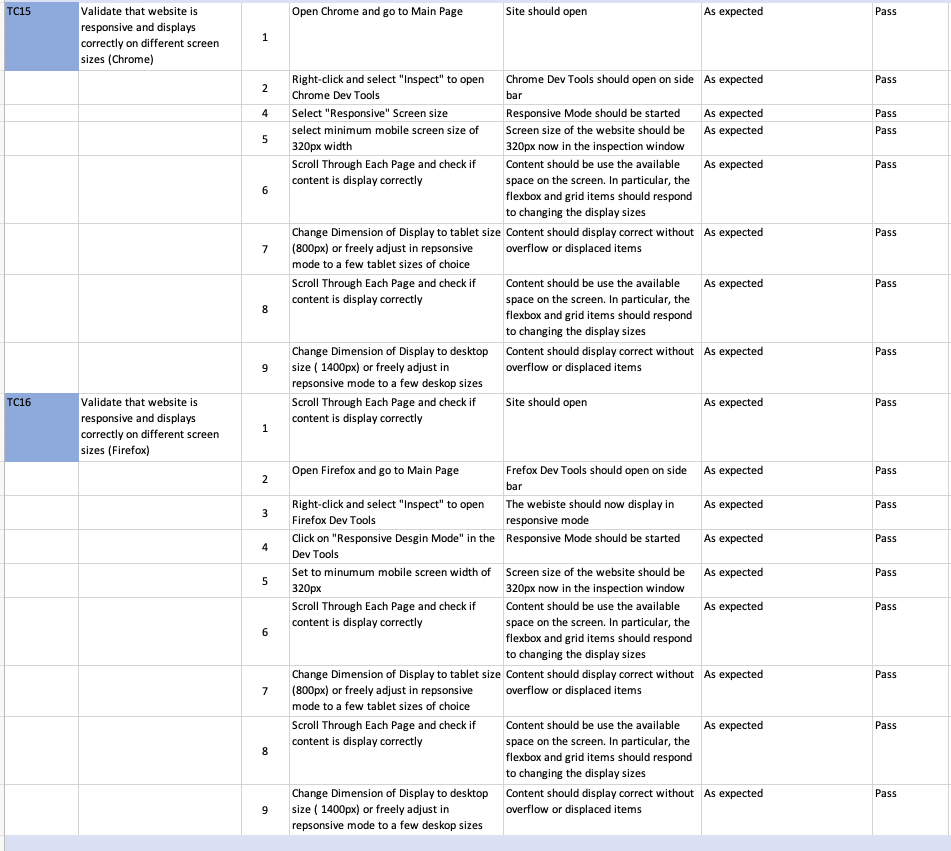 TC15
Validate that website is
responsive and displays
correctly on different screen
sizes (Chrome)
1
Open Chrome and go to Main Page
Site should open
As expected
Pass
2
Right-click and select "Inspect" to open
Chrome Dev Tools
Chrome Dev Tools should open on side
bar
As expected
Pass
4
Select "Responsive" Screen size
Responsive Mode should be started
As expected
Pass
5
select minimum mobile screen size of
320px width
Screen size of the website should be
320px now in the inspection window
As expected
Pass
6
Scroll Through Each Page and check if
content is display correctly
Content should be use the available
space on the screen. In particular, the
flexbox and grid items should respond
to changing the display sizes
As expected
Pass
7
Change Dimension of Display to tablet size
(800px) or freely adjust in repsonsive
mode to a few tablet sizes of choice
Content should display correct without
overflow or displaced items
As expected
Pass
8
Scroll Through Each Page and check if
content is display correctly
Content should be use the available
space on the screen. In particular, the
flexbox and grid items should respond
to changing the display sizes
As expected
Pass
9
Change Dimension of Display to desktop
size ( 1400px) or freely adjust in
repsonsive mode to a few deskop sizes
Content should display correct without
overflow or displaced items
As expected
Pass
TC16
Validate that website is
responsive and displays
correctly on different screen
sizes (Firefox)
1
Scroll Through Each Page and check if
content is display correctly
Site should open
As expected
Pass
2
Open Firefox and go to Main Page
Frefox Dev Tools should open on side
bar
As expected
Pass
3
Right-click and select "Inspect" to open
Firefox Dev Tools
The webiste should now display in
responsive mode
As expected
Pass
4
Click on "Responsive Desgin Mode" in the
Dev Tools
Responsive Mode should be started
As expected
Pass
5
Set to minumum mobile screen width of
320px
Screen size of the website should be
320px now in the inspection window
As expected
Pass
6
Scroll Through Each Page and check if
content is display correctly
Content should be use the available
space on the screen. In particular, the
flexbox and grid items should respond
to changing the display sizes
As expected
Pass
7
Change Dimension of Display to tablet size
(800px) or freely adjust in repsonsive
mode to a few tablet sizes of choice
Content should display correct without
overflow or displaced items
As expected
Pass
8
Scroll Through Each Page and check if
content is display correctly
Content should be use the available
space on the screen. In particular, the
flexbox and grid items should respond
to changing the display sizes
As expected
Pass
9
Change Dimension of Display to desktop
size ( 1400px) or freely adjust in
repsonsive mode to a few deskop sizes
Content should display correct without
overflow or displaced items
As expected
Pass